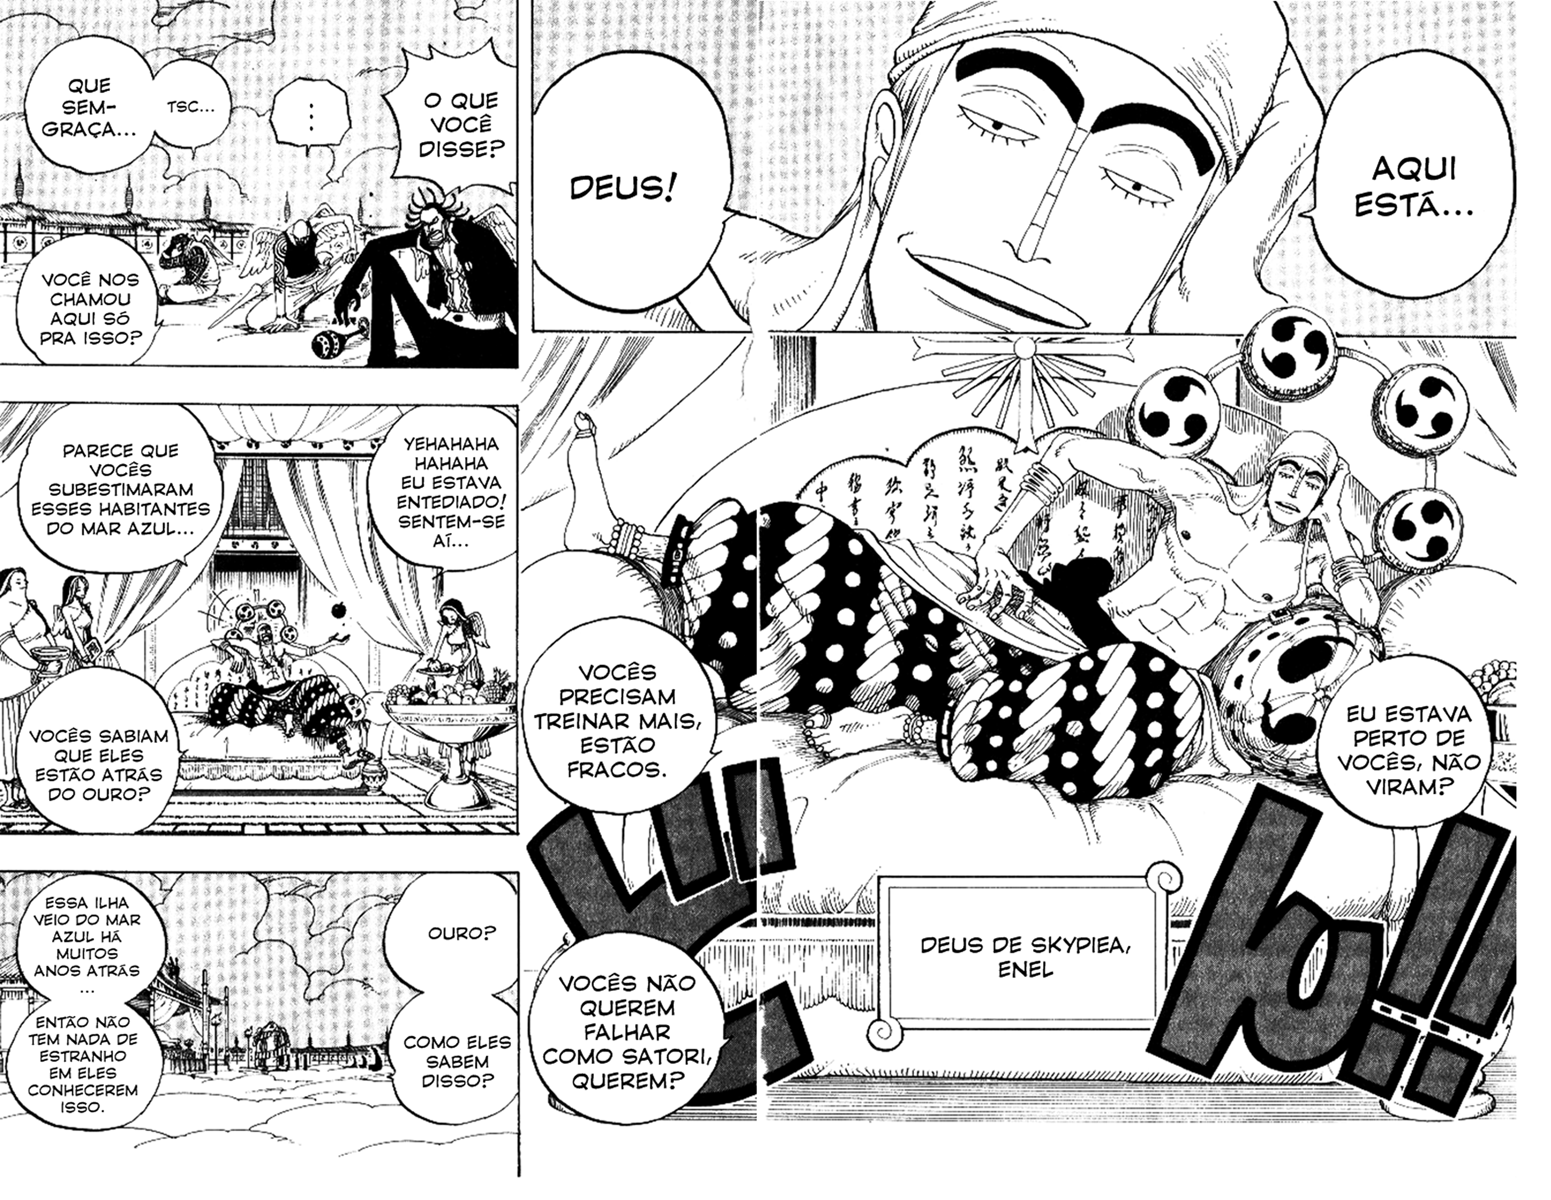 AQUI
ESTÁ...
DEUS!
EU ESTAVA
PERTO DE
VOCÊS, NÃO
VIRAM?
DEUS DE SKYPIEA,
ENEL
VOCÊS
PRECISAM
TREINAR MAIS,
ESTÃO
FRACOS.
VOCÊS NÃO
QUEREM
FALHAR
COMO SATORI,
QUEREM?
O QUE
VOCÊ
DISSE?
...
TSC...
QUE
SEM-
GRAÇA...
VOCÊ NOS
CHAMOU
AQUI SÓ
PRA ISSO?
YEHAHAHA
HAHAHA
EU ESTAVA
ENTEDIADO!
SENTEM-SE
AÍ...
PARECE QUE
VOCÊS
SUBESTIMARAM
ESSES HABITANTES
DO MAR AZUL...
VOCÊS SABIAM
QUE ELES
ESTÃO ATRÁS
DO OURO?
OURO?
COMO ELES
SABEM
DISSO?
ESSA ILHA
VEIO DO MAR
AZUL HÁ
MUITOS
ANOS ATRÁS
...
ENTÃO NÃO
TEM NADA DE
ESTRANHO
EM ELES
CONHECEREM
ISSO.